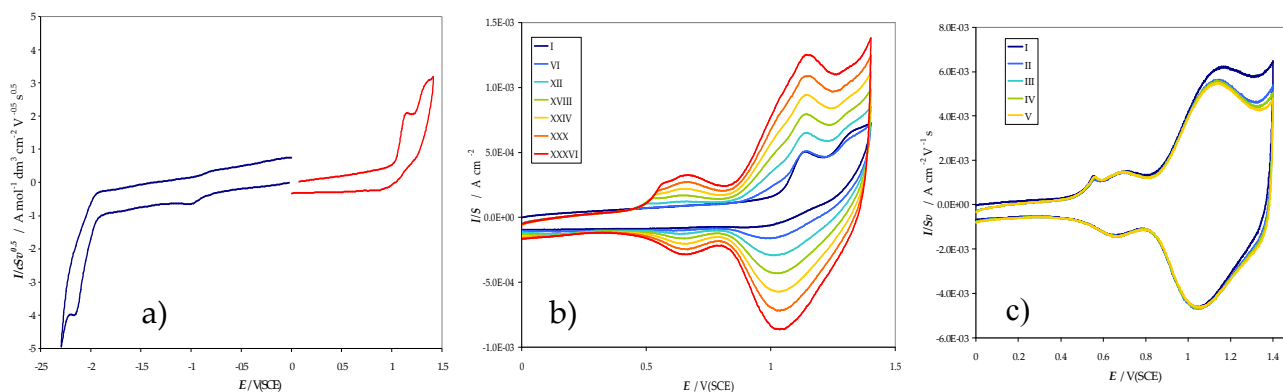 5
4
3
2
1
0
-1
-2
-3
-4
-5
-25 -2 -1.5 -1 -0.5 0 0.5 1 1.5
I/cSv^0.5 / A mol^-1 dm^3 cm^-2 V^-0.5 s^0.5
E / V(SCE)
a)
1.5E-03
1.0E-03
5.0E-04
0.0E+00
-5.0E-04
-1.0E-03
0 0.5 1 1.5
I/S / A cm^-2
E / V(SCE)
I
VI
XII
XVIII
XXIV
XXX
XXXVI
b)
8.0E-03
6.0E-03
4.0E-03
2.0E-03
0.0E+00
-2.0E-03
-4.0E-03
-6.0E-03
0 0.2 0.4 0.6 0.8 1 1.2 1.4
I/Sv / A cm^-2 V^-1 s
E / V(SCE)
I
II
III
IV
V
c)